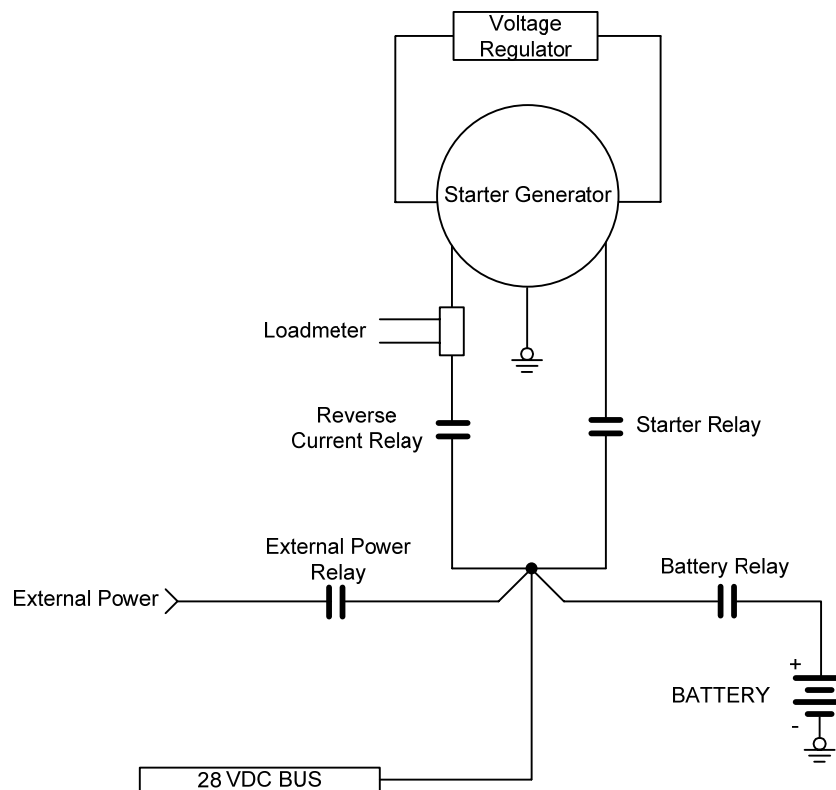 Voltage
Regulator
Starter Generator
Loadmeter
Reverse
Current Relay
Starter Relay
External Power
Relay
Battery Relay
External Power
+
BATTERY
-
28 VDC BUS